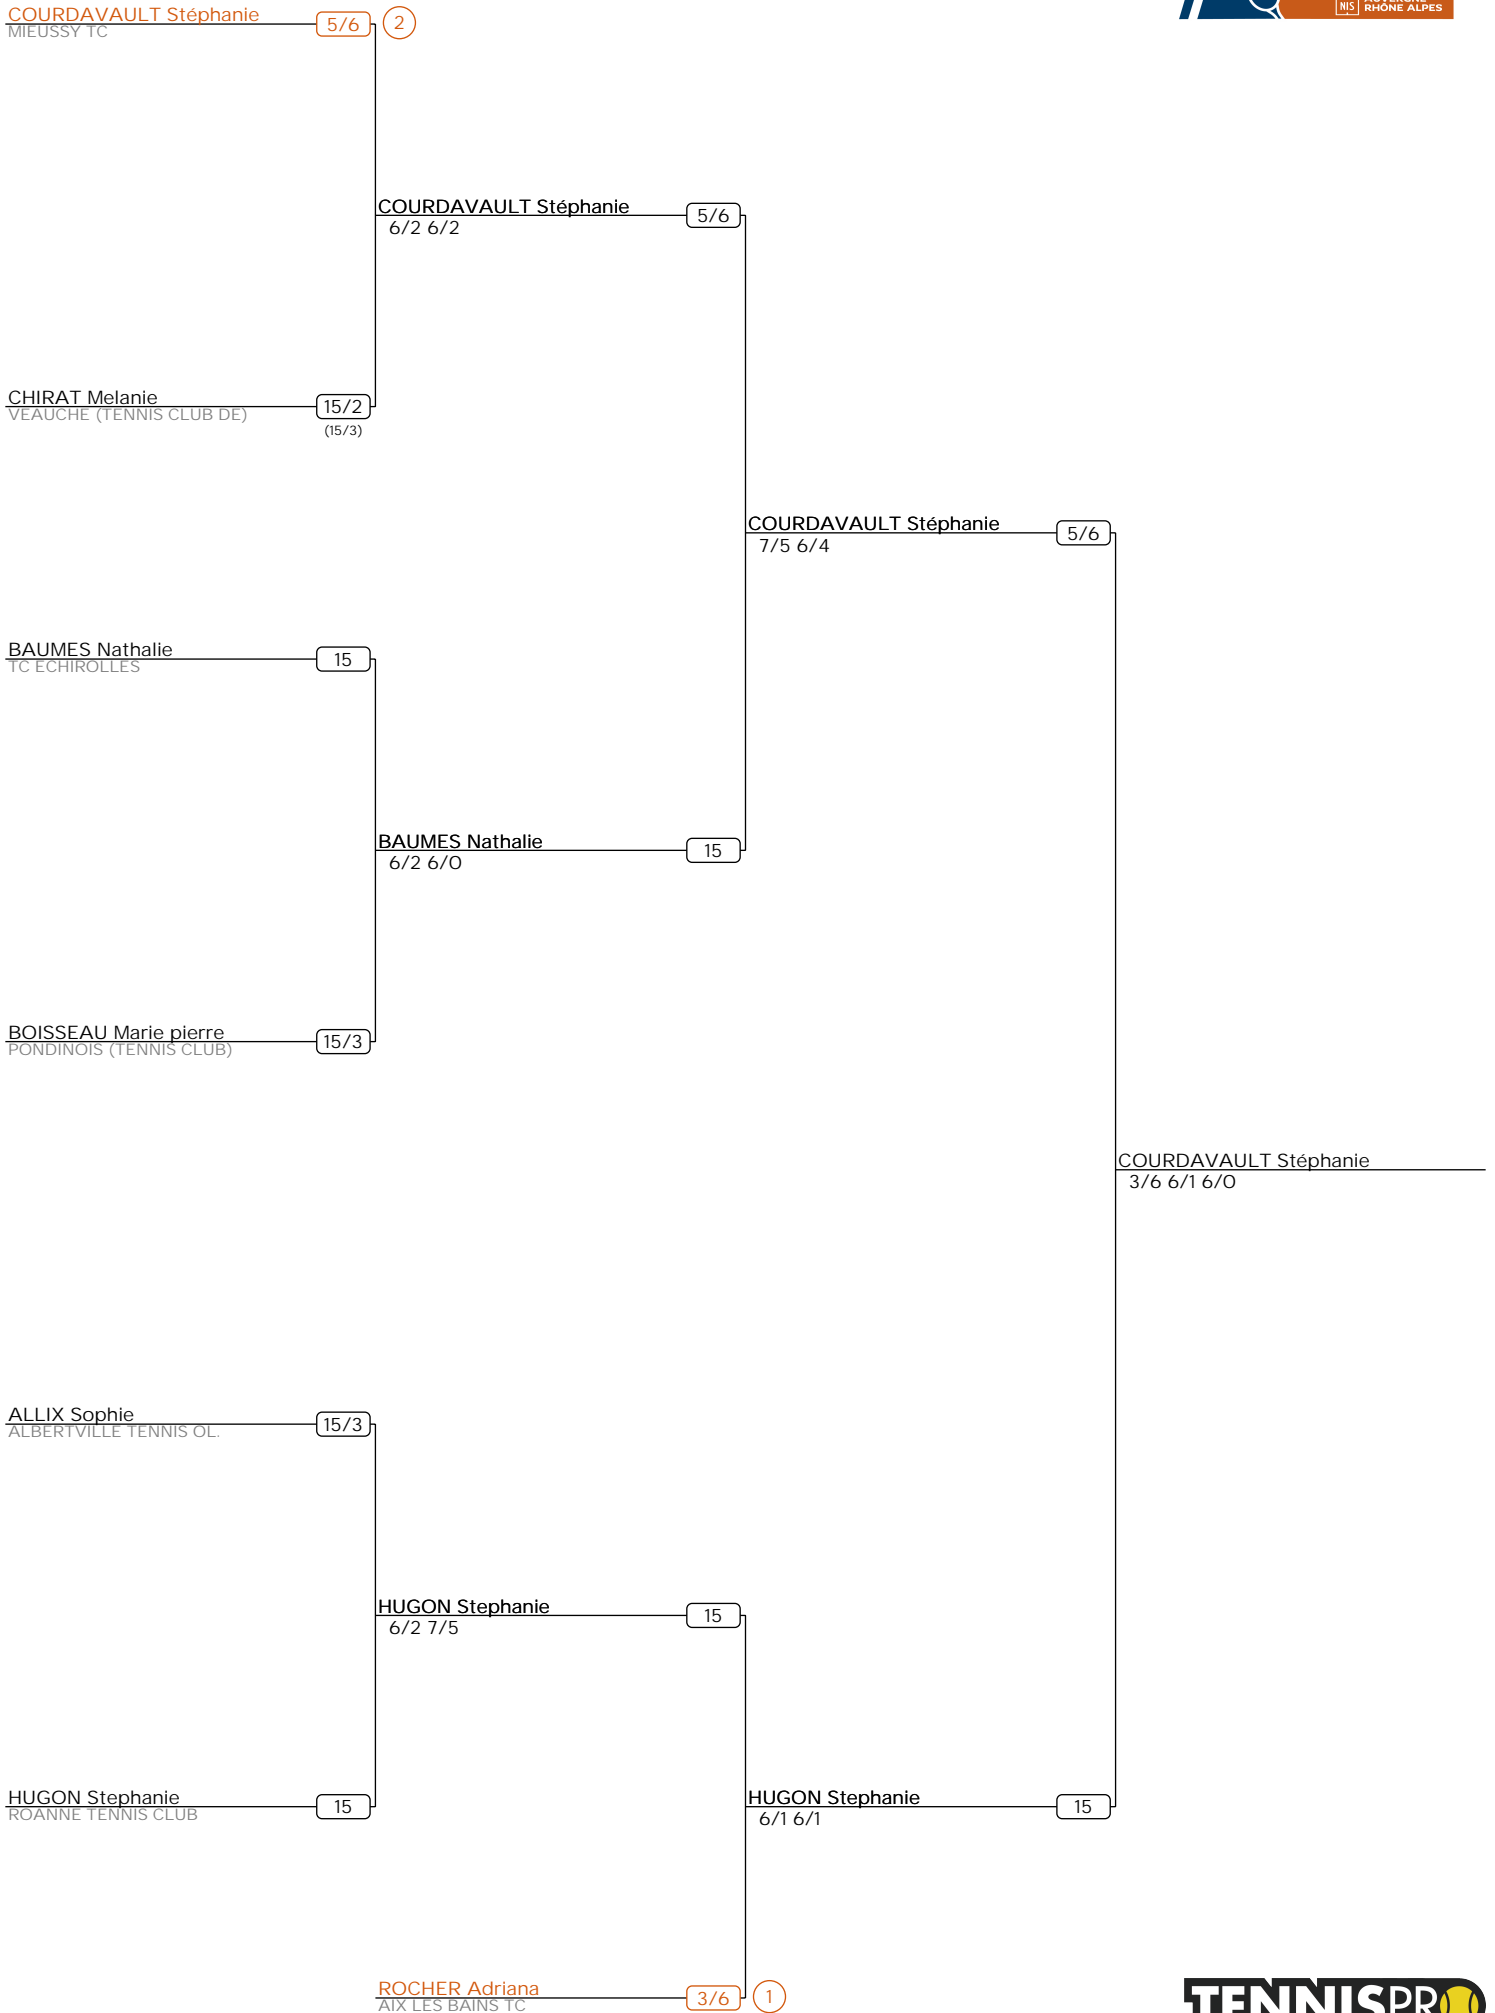 COURDAVAULT Stéphanie
MIEUSSY TC
5/6
2
NIS
RHÔNE ALPES
COURDAVAULT Stéphanie
6/2 6/2
5/6
CHIRAT Melanie
VEAUCHE (TENNIS CLUB DE)
15/2
(15/3)
COURDAVAULT Stéphanie
7/5 6/4
5/6
BAUMES Nathalie
TC ECHIROLLES
15
BAUMES Nathalie
6/2 6/0
15
BOISSEAU Marie pierre
PONDINOIS (TENNIS CLUB)
15/3
COURDAVAULT Stéphanie
3/6 6/1 6/0
ALLIX Sophie
ALBERTVILLE TENNIS OL.
15/3
HUGON Stephanie
6/2 7/5
15
HUGON Stephanie
ROANNE TENNIS CLUB
15
HUGON Stephanie
6/1 6/1
15
ROCHER Adriana
AIX LES BAINS TC
3/6
1
TENNISPRO